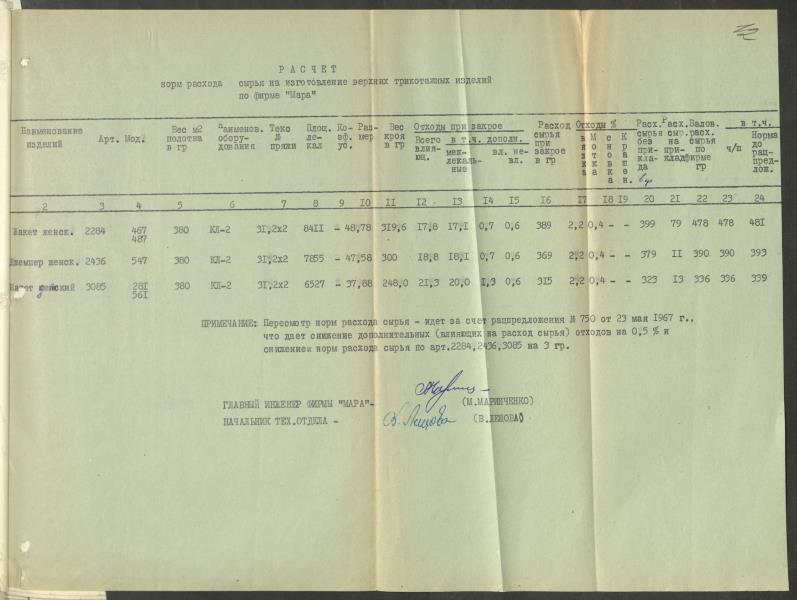 РАСЧЕТ
норм расхода сырья на изготовление верхних трикотажных изделий
по фирме "Мара"
Наименование изделий Арт. Мод. Вес м2 полотна в гр Наименов. оборудования Текс № пряжи Площ. лекал Коэф. ус. Размер Вес кроя в гр Отходы при закрое Всего влияющ. в т.ч. дополн. межлекальные вл. не-вл. Расход сырья при закрое в гр Отходы % Расх. сырья без приклада Расх. сыр. на приклад Валов. расх. сырья по фирме гр в т.ч. ч/п Норма до рацпредлож.
2 3 4 5 6 7 8 9 10 11 12 13 14 15 16 17 18 19 20 21 22 23 24
Жакет женск. 2284 467 380 КЛ-2 31,2х2 8411 - 48,78 319,6 17,8 17,1 0,7 0,6 389 2,2 0,4 - - 399 79 478 478 481
487
Джемпер женск. 2436 547 380 КЛ-2 31,2х2 7855 - 47,58 300 18,8 18,1 0,7 0,6 369 2,2 0,4 - - 379 11 390 390 393
женский 3085 281 380 КЛ-2 31,2х2 6527 - 37,88 248,0 21,3 20,0 1,3 0,6 315 2,2 0,4 - - 323 13 336 336 339
561
ПРИМЕЧАНИЕ: Пересмотр норм расхода сырья - идет за счет рацпредложения № 750 от 23 мая 1967 г.,
что дает снижение дополнительных (влияющих на расход сырья) отходов на 0,5 % и
снижением норм расхода сырья по арт.2284,2436,3085 на 3 гр.
ГЛАВНЫЙ ИНЖЕНЕР ФИРМЫ "МАРА"- (М.МАРИНЧЕНКО)
НАЧАЛЬНИК ТЕХ.ОТДЕЛА - В. Лещова (В.ЛЕЩОВА)